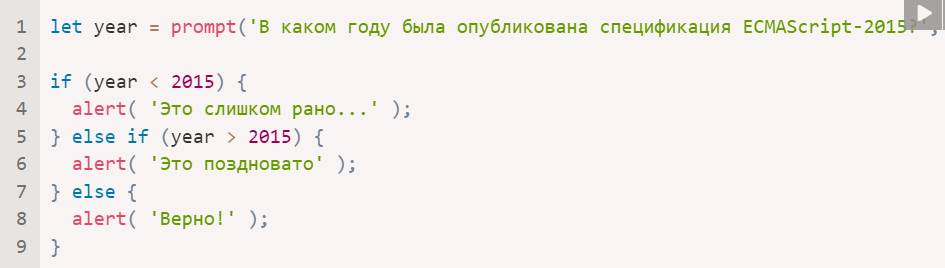 1 let year = prompt('В каком году была опубликована спецификация ECMAScript-2015?',
2
3 if (year < 2015) {
4   alert( 'Это слишком рано...' );
5 } else if (year > 2015) {
6   alert( 'Это поздновато' );
7 } else {
8   alert( 'Верно!' );
9 }